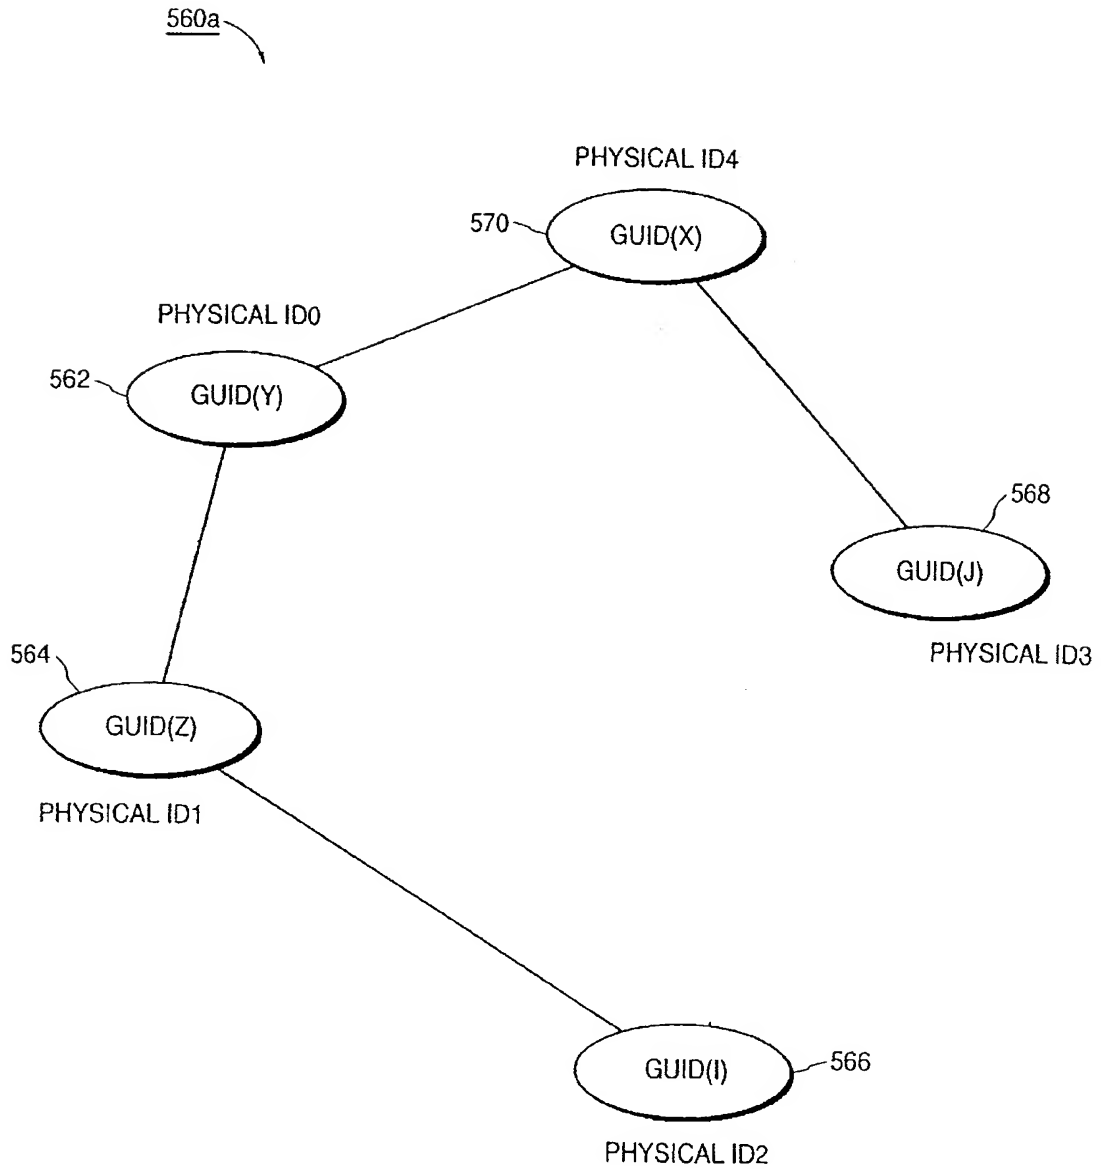 560a
PHYSICAL ID4
570
GUID(X)
PHYSICAL ID0
562
GUID(Y)
568
GUID(J)
PHYSICAL ID3
564
GUID(Z)
PHYSICAL ID1
GUID(I)
566
PHYSICAL ID2